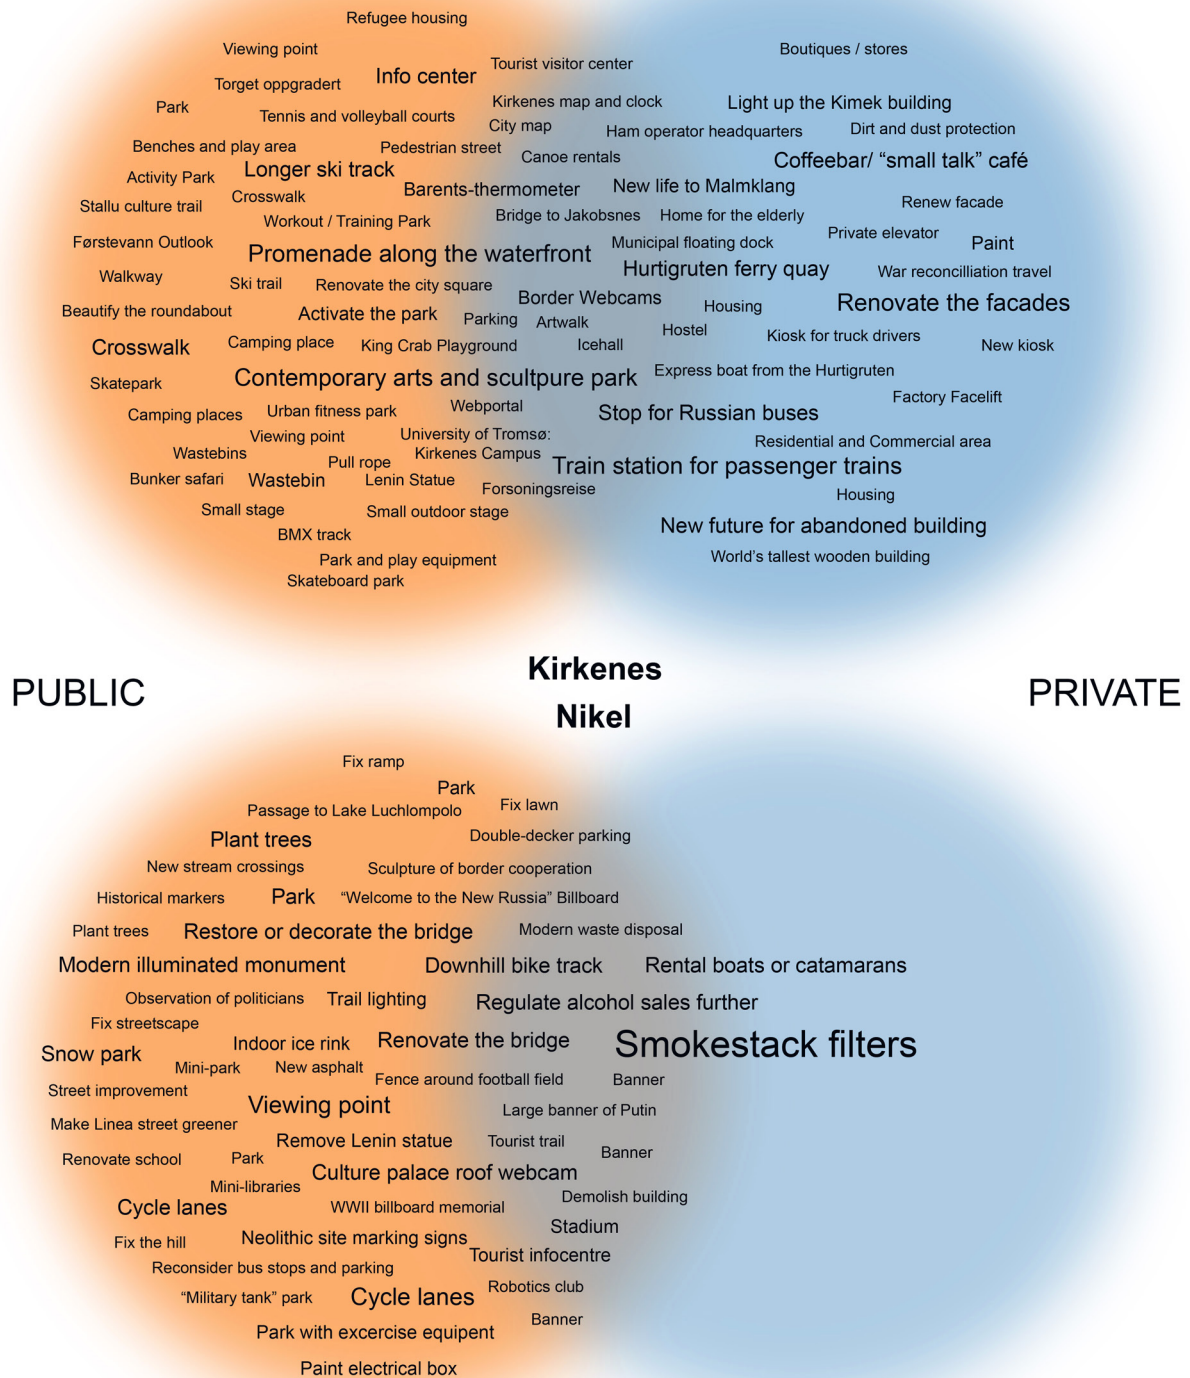 Refugee housing
Viewing point
Boutiques / stores
Tourist visitor center
Info center
Torget oppgradert
Kirkenes map and clock
Light up the Kimek building
Park
Tennis and volleyball courts
City map
Ham operator headquarters
Dirt and dust protection
Benches and play area
Pedestrian street
Canoe rentals
Coffeebar/ “small talk” café
Longer ski track
Activity Park
Barents-thermometer
New life to Malmklang
Crosswalk
Renew facade
Stallu culture trail
Workout / Training Park
Bridge to Jakobsnes
Home for the elderly
Private elevator
Førstevann Outlook
Municipal floating dock
Paint
Promenade along the waterfront
Hurtigruten ferry quay
War reconcilliation travel
Walkway
Ski trail
Renovate the city square
Border Webcams
Housing
Renovate the facades
Beautify the roundabout
Activate the park
Parking
Artwalk
Hostel
Kiosk for truck drivers
Crosswalk
Camping place
King Crab Playground
Icehall
New kiosk
Express boat from the Hurtigruten
Skatepark
Contemporary arts and scultpure park
Factory Facelift
Webportal
Camping places
Urban fitness park
Stop for Russian buses
Viewing point
University of Tromsø:
Kirkenes Campus
Residential and Commercial area
Wastebins
Pull rope
Train station for passenger trains
Bunker safari
Wastebin
Lenin Statue
Forsoningsreise
Housing
Small stage
Small outdoor stage
New future for abandoned building
BMX track
World’s tallest wooden building
Park and play equipment
Skateboard park
Kirkenes
PUBLIC
PRIVATE
Nikel
Fix ramp
Park
Passage to Lake Luchlompolo
Fix lawn
Plant trees
Double-decker parking
New stream crossings
Sculpture of border cooperation
Historical markers
Park
“Welcome to the New Russia” Billboard
Plant trees
Restore or decorate the bridge
Modern waste disposal
Modern illuminated monument
Downhill bike track
Rental boats or catamarans
Observation of politicians
Trail lighting
Regulate alcohol sales further
Fix streetscape
Indoor ice rink
Renovate the bridge
Smokestack filters
Snow park
Mini-park
New asphalt
Fence around football field
Banner
Street improvement
Viewing point
Large banner of Putin
Make Linea street greener
Remove Lenin statue
Tourist trail
Banner
Renovate school
Park
Culture palace roof webcam
Mini-libraries
Demolish building
Cycle lanes
WWII billboard memorial
Stadium
Fix the hill
Neolithic site marking signs
Tourist infocentre
Reconsider bus stops and parking
Robotics club
“Military tank” park
Cycle lanes
Banner
Park with excercise equipent
Paint electrical box